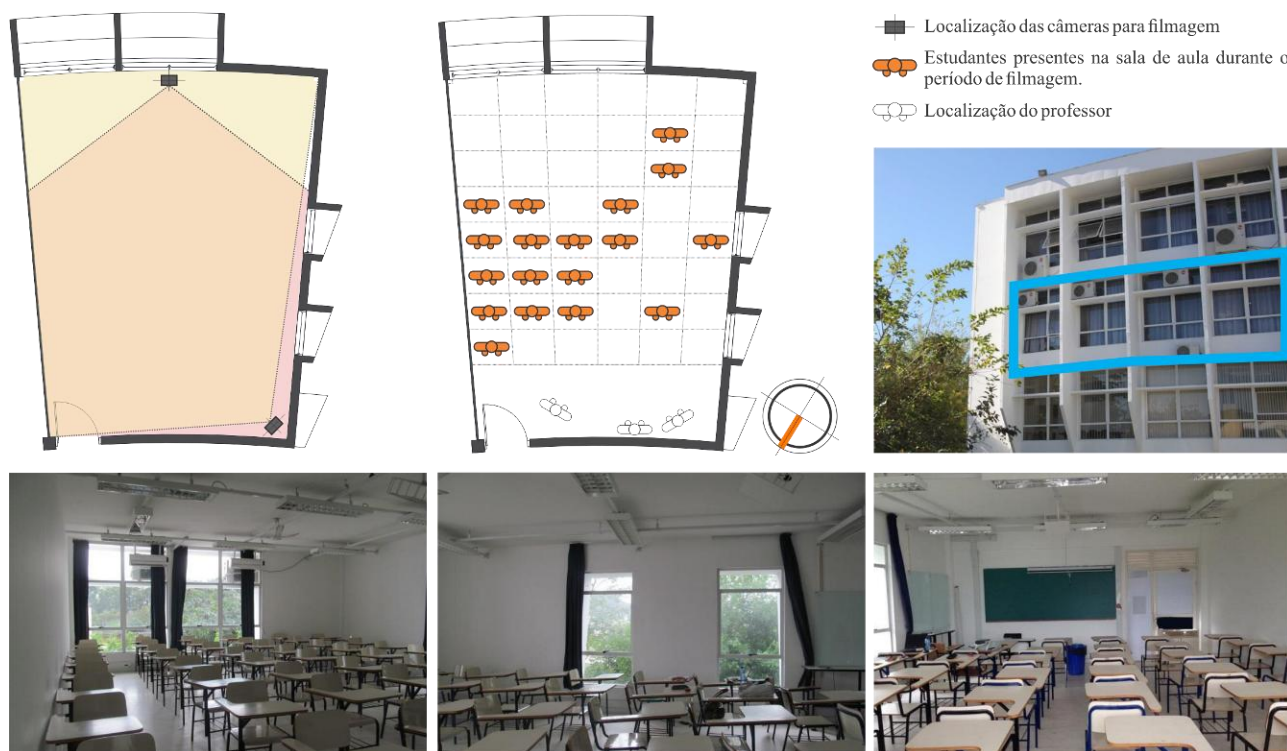 Localização das câmeras para filmagem
Estudantes presentes na sala de aula durante o
período de filmagem.
Localização do professor